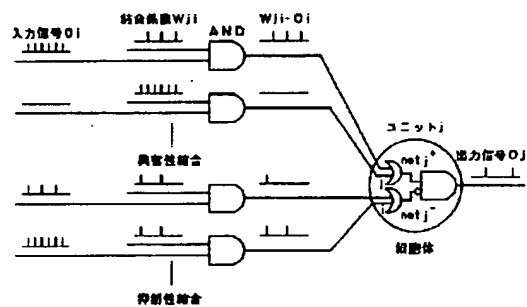 入力信号Oi
結合係数Wji
AND
Wji・Oi
興奮性結合
ユニットj
netj+
netj-
出力信号Oj
細胞体
抑制性結合